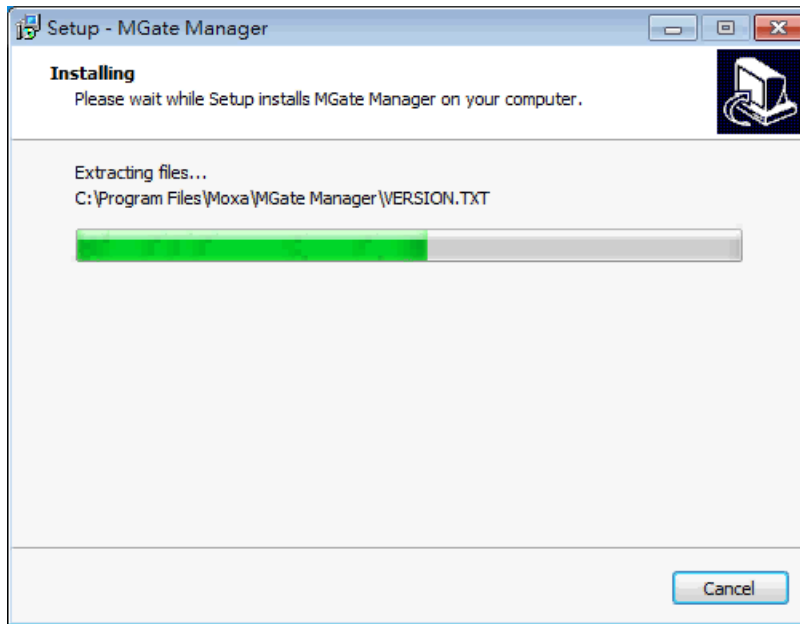 Setup - MGate Manager
Installing
Please wait while Setup installs MGate Manager on your computer.
Extracting files...
C:\Program Files\Moxa\MGate Manager\VERSION.TXT
Cancel